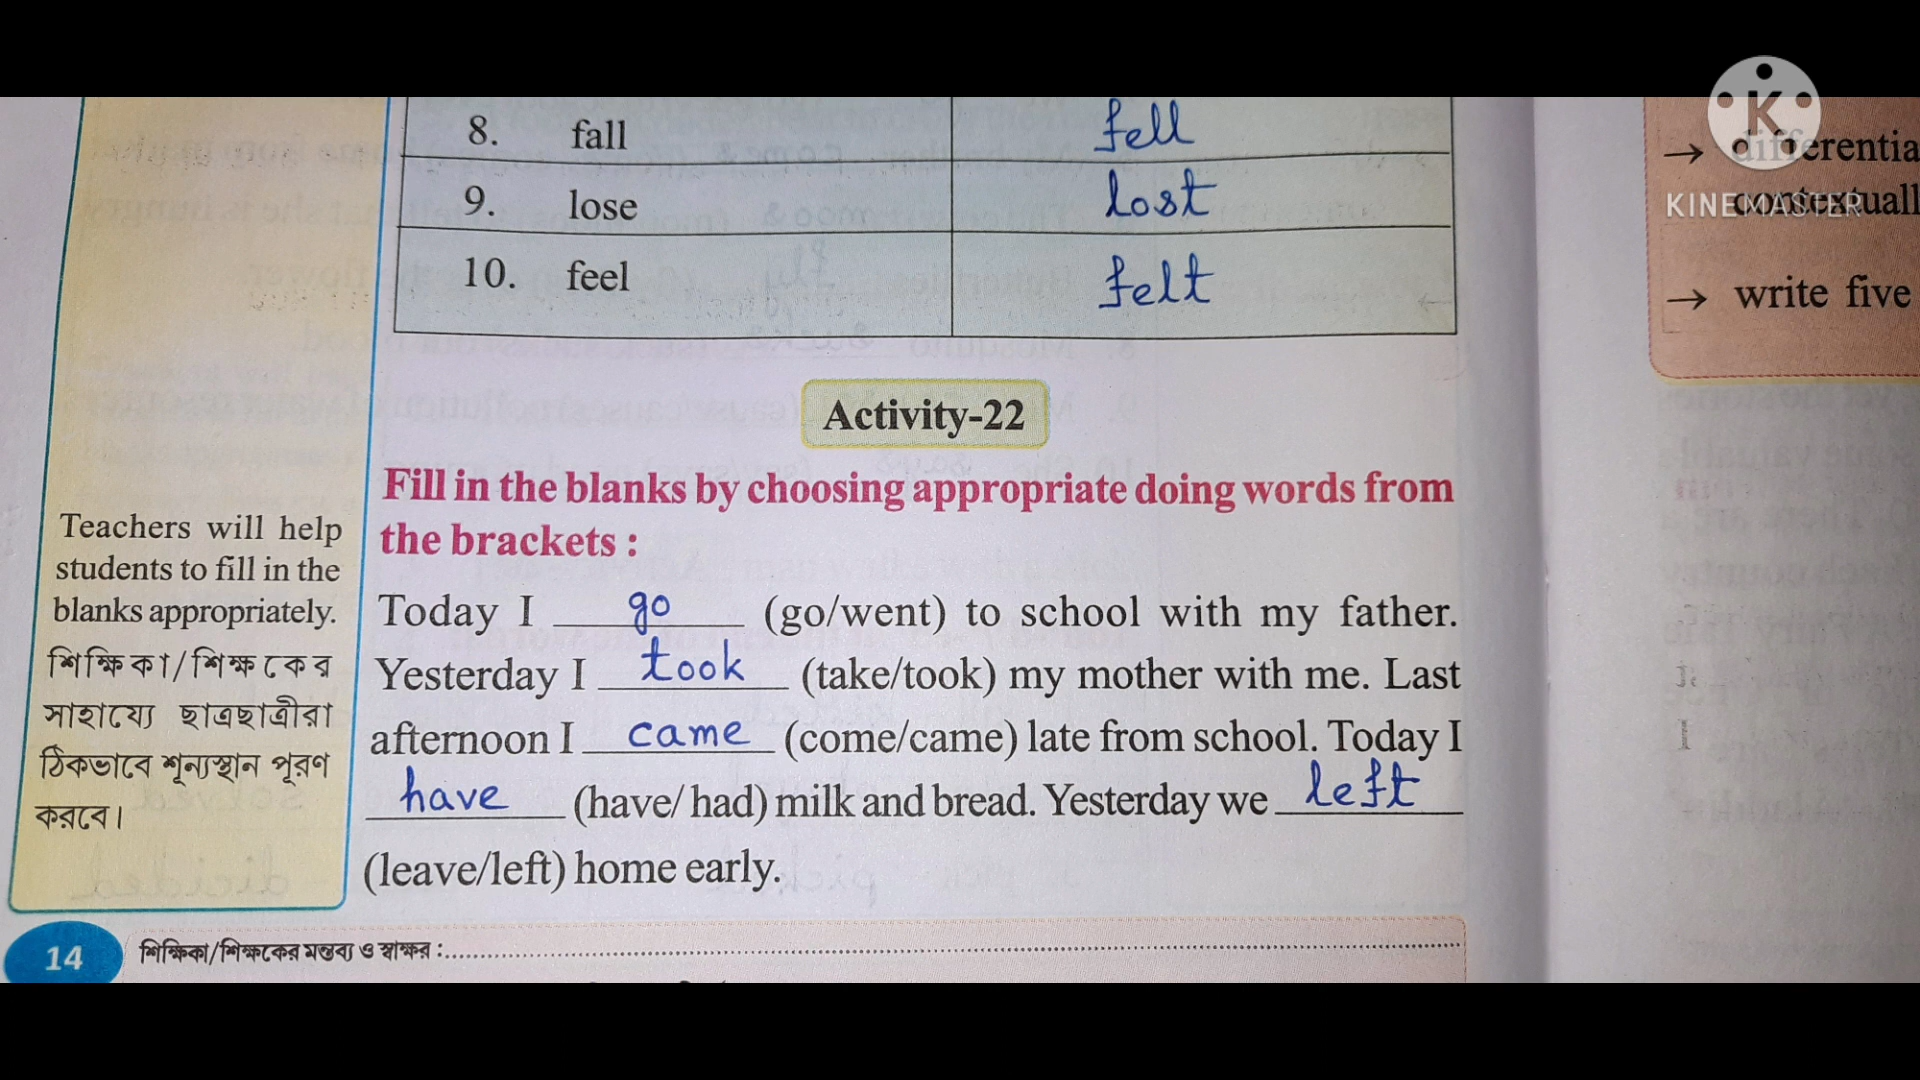 8. fall fell
9. lose lost
10. feel felt
Activity-22
Fill in the blanks by choosing appropriate doing words from
the brackets :
Today I go (go/went) to school with my father.
Yesterday I took (take/took) my mother with me. Last
afternoon I came (come/came) late from school. Today I
have (have/ had) milk and bread. Yesterday we left
(leave/left) home early.
Teachers will help
students to fill in the
blanks appropriately.
শিক্ষিকা/শিক্ষকের
সাহায্যে ছাত্রছাত্রীরা
ঠিকভাবে শূন্যস্থান পূরণ
করবে।
14 শিক্ষিকা/শিক্ষকের মন্তব্য ও স্বাক্ষর :
→ differentia
contextuall
→ write five
K
KINEMASTER